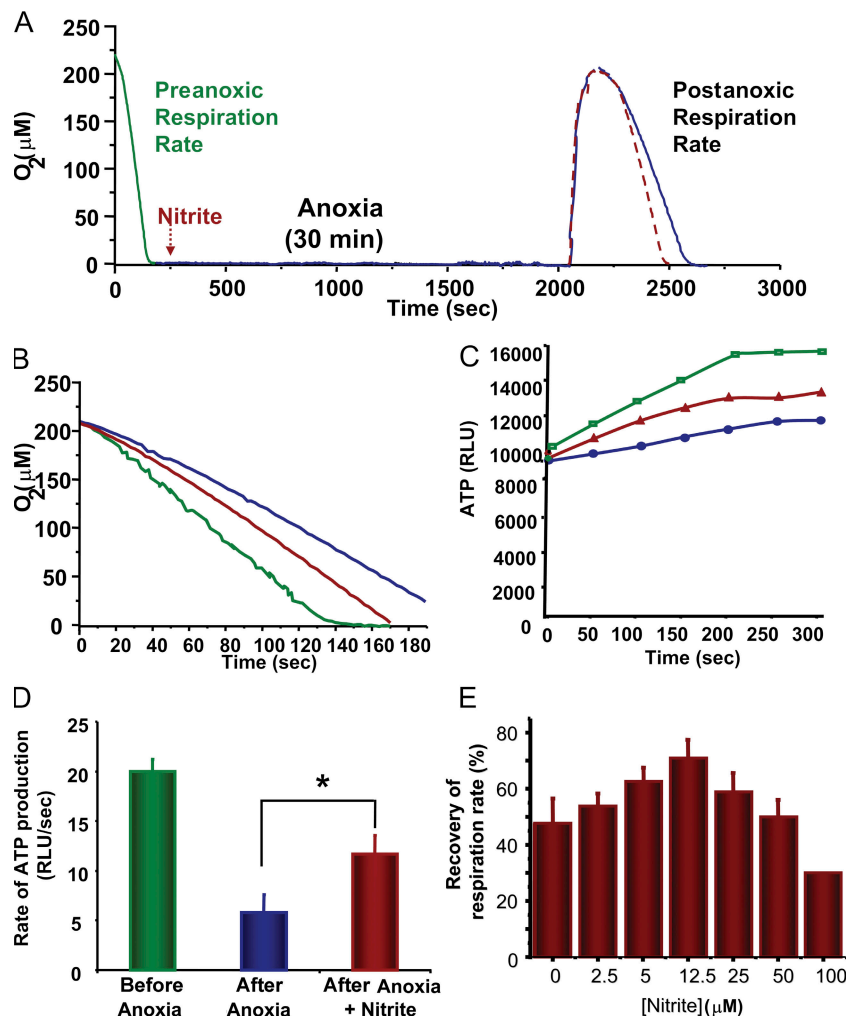 A
250
200
150
100
50
0
O2(μM)
Preanoxic
Respiration
Rate
Nitrite
Anoxia
(30 min)
Postanoxic
Respiration
Rate
0 500 1000 1500 2000 2500 3000
Time (sec)
B
250
200
150
100
50
0
O2(μM)
0 20 40 60 80 100 120 140 160 180
Time (sec)
C
16000
14000
12000
10000
8000
6000
4000
2000
0
ATP (RLU)
0 50 100 150 200 250 300
Time (sec)
D
25
20
15
10
5
0
Rate of ATP production
(RLU/sec)
*
Before
Anoxia
After
Anoxia
After Anoxia
+ Nitrite
E
80
60
40
20
0
Recovery of
respiration rate (%)
0 2.5 5 12.5 25 50 100
[Nitrite](μM)